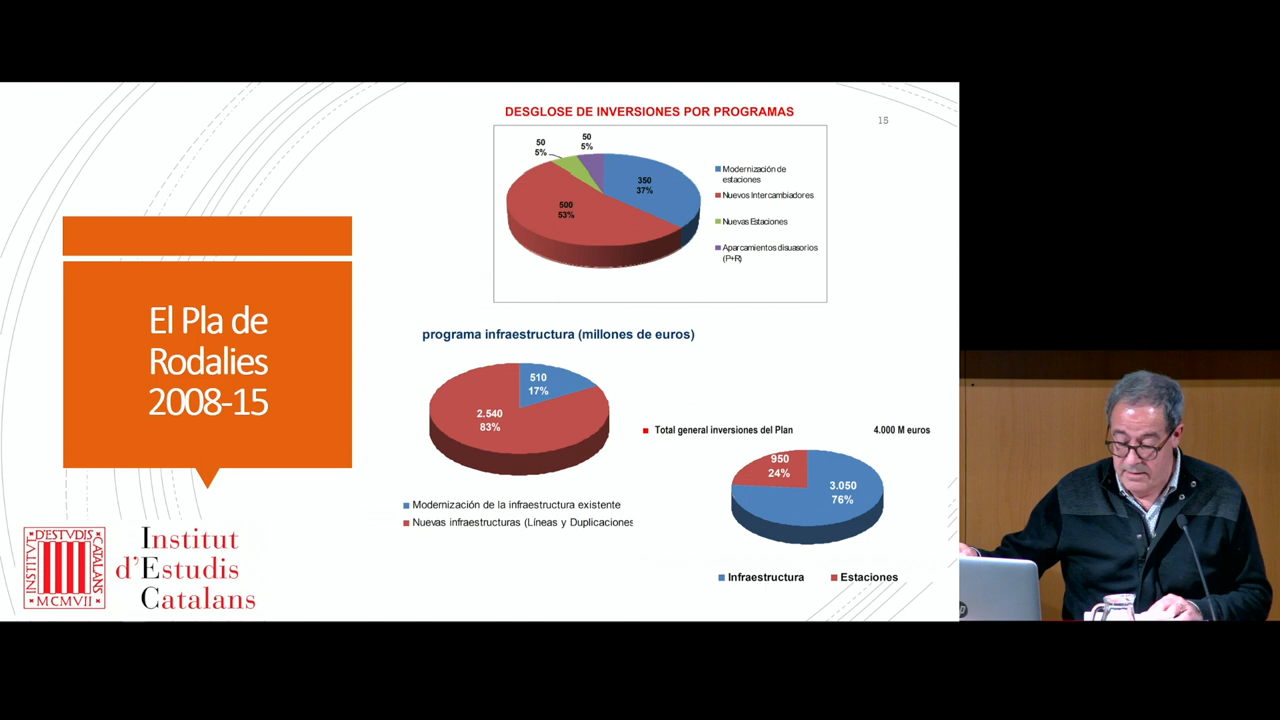 DESGLOSE DE INVERSIONES POR PROGRAMAS
15
50
5%
50
5%
350
37%
500
53%
Modernización de
estaciones
Nuevos Intercambiadores
Nuevas Estaciones
Aparcamientos disuasorios
(P+R)
El Pla de
Rodalies
2008-15
programa infraestructura (millones de euros)
510
17%
2.540
83%
Modernización de la infraestructura existente
Nuevas infraestructuras (Líneas y Duplicaciones
Total general inversiones del Plan 4.000 M euros
950
24%
3.050
76%
Infraestructura
Estaciones
INSTITVT
D'ESTVDIS
CATALANS
MCMVII
Institut
d'Estudis
Catalans